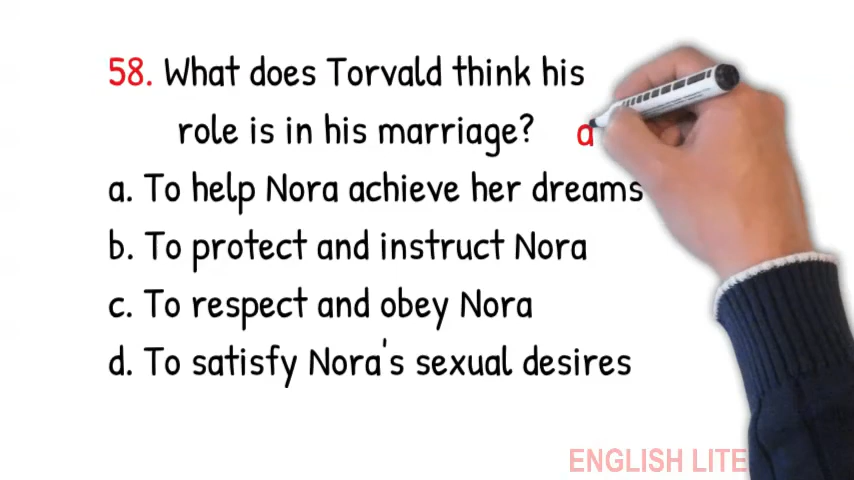 58. What does Torvald think his
role is in his marriage? a
a. To help Nora achieve her dreams
b. To protect and instruct Nora
c. To respect and obey Nora
d. To satisfy Nora's sexual desires
ENGLISH LITE